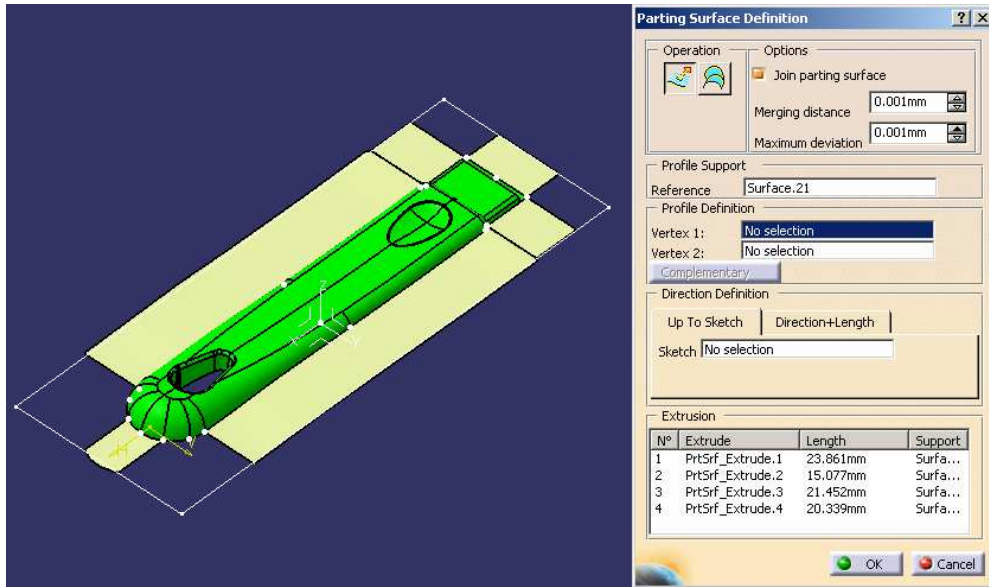 Parting Surface Definition
Operation
Options
Join parting surface
Merging distance 0.001mm
Maximum deviation 0.001mm
Profile Support
Reference Surface.21
Profile Definition
Vertex 1: No selection
Vertex 2: No selection
Complementary
Direction Definition
Up To Sketch Direction+Length
Sketch No selection
Extrusion
N° Extrude Length Support
1 PrtSrf_Extrude.1 23.861mm Surfa...
2 PrtSrf_Extrude.2 15.077mm Surfa...
3 PrtSrf_Extrude.3 21.452mm Surfa...
4 PrtSrf_Extrude.4 20.339mm Surfa...
OK Cancel
z
y
H